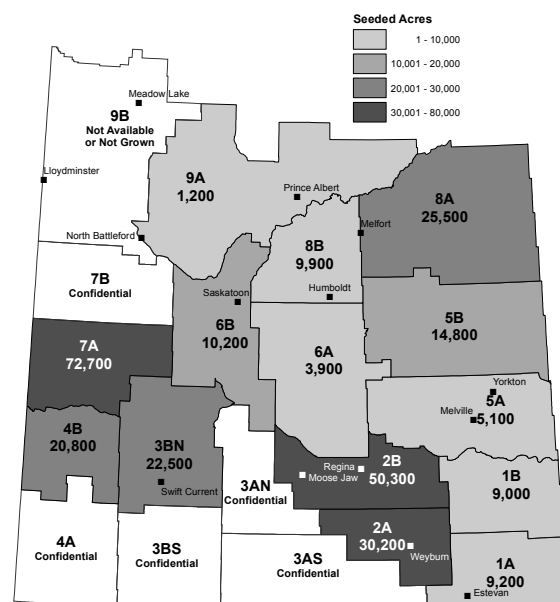 Seeded Acres
1 - 10,000
10,001 - 20,000
20,001 - 30,000
30,001 - 80,000
Meadow Lake
9B
Not Available
or Not Grown
Lloydminster
9A
1,200
Prince Albert
North Battleford
8A
25,500
Melfort
8B
9,900
Humboldt
7B
Confidential
Saskatoon
6B
10,200
5B
14,800
7A
72,700
6A
3,900
Yorkton
5A
Melville
5,100
4B
20,800
3BN
22,500
Swift Current
3AN
Confidential
Regina
Moose Jaw
2B
50,300
1B
9,000
4A
Confidential
3BS
Confidential
3AS
Confidential
2A
30,200
Weyburn
1A
9,200
Estevan